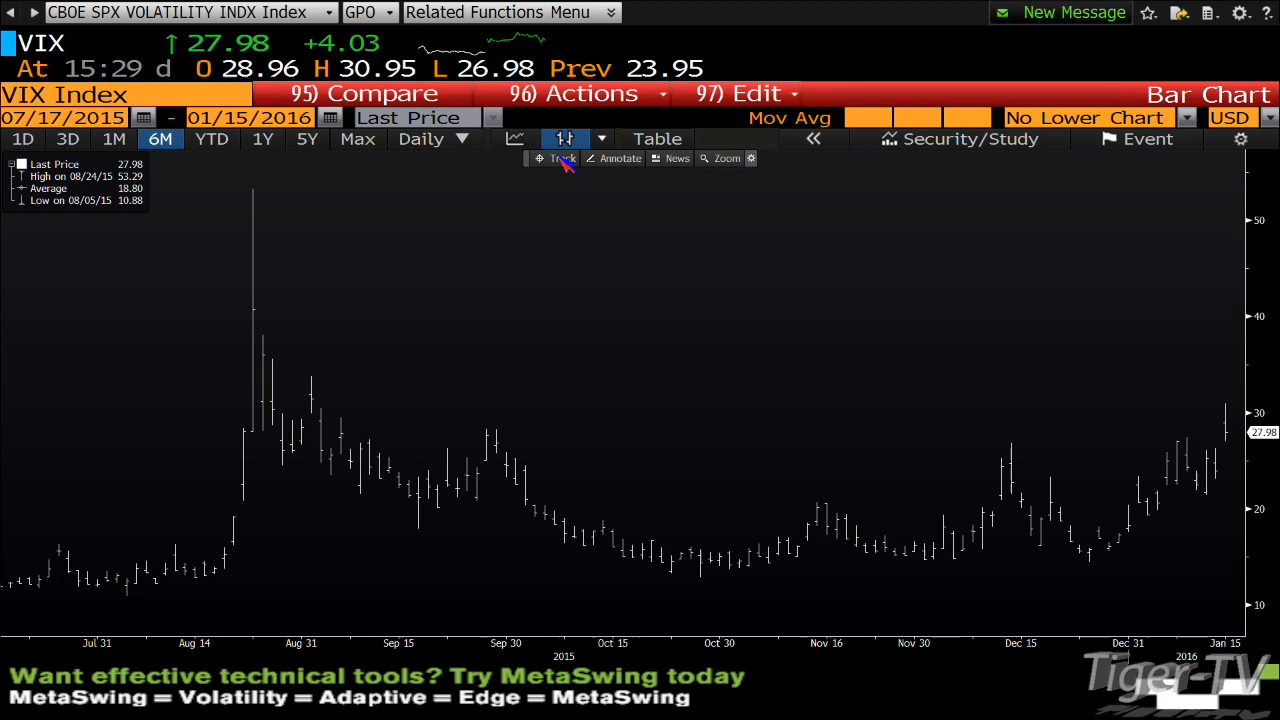 CBOE SPX VOLATILITY INDX Index GPO Related Functions Menu New Message ?
VIX ↑ 27.98 +4.03
At 15:29 d O 28.96 H 30.95 L 26.98 Prev 23.95
VIX Index 95) Compare 96) Actions 97) Edit Bar Chart
07/17/2015 - 01/15/2016 Last Price Mov Avg No Lower Chart USD
1D 3D 1M 6M YTD 1Y 5Y Max Daily Table Security/Study Event
Track Annotate News Zoom
Last Price 27.98
High on 08/24/15 53.29
Average 18.80
Low on 08/05/15 10.88
50
40
30
27.98
20
10
Jul 31 Aug 14 Aug 31 Sep 15 Sep 30 Oct 15 Oct 30 Nov 16 Nov 30 Dec 15 Dec 31 Jan 15
2015 2016
Want effective technical tools? Try MetaSwing today
MetaSwing = Volatility = Adaptive = Edge = MetaSwing
Tiger-TV